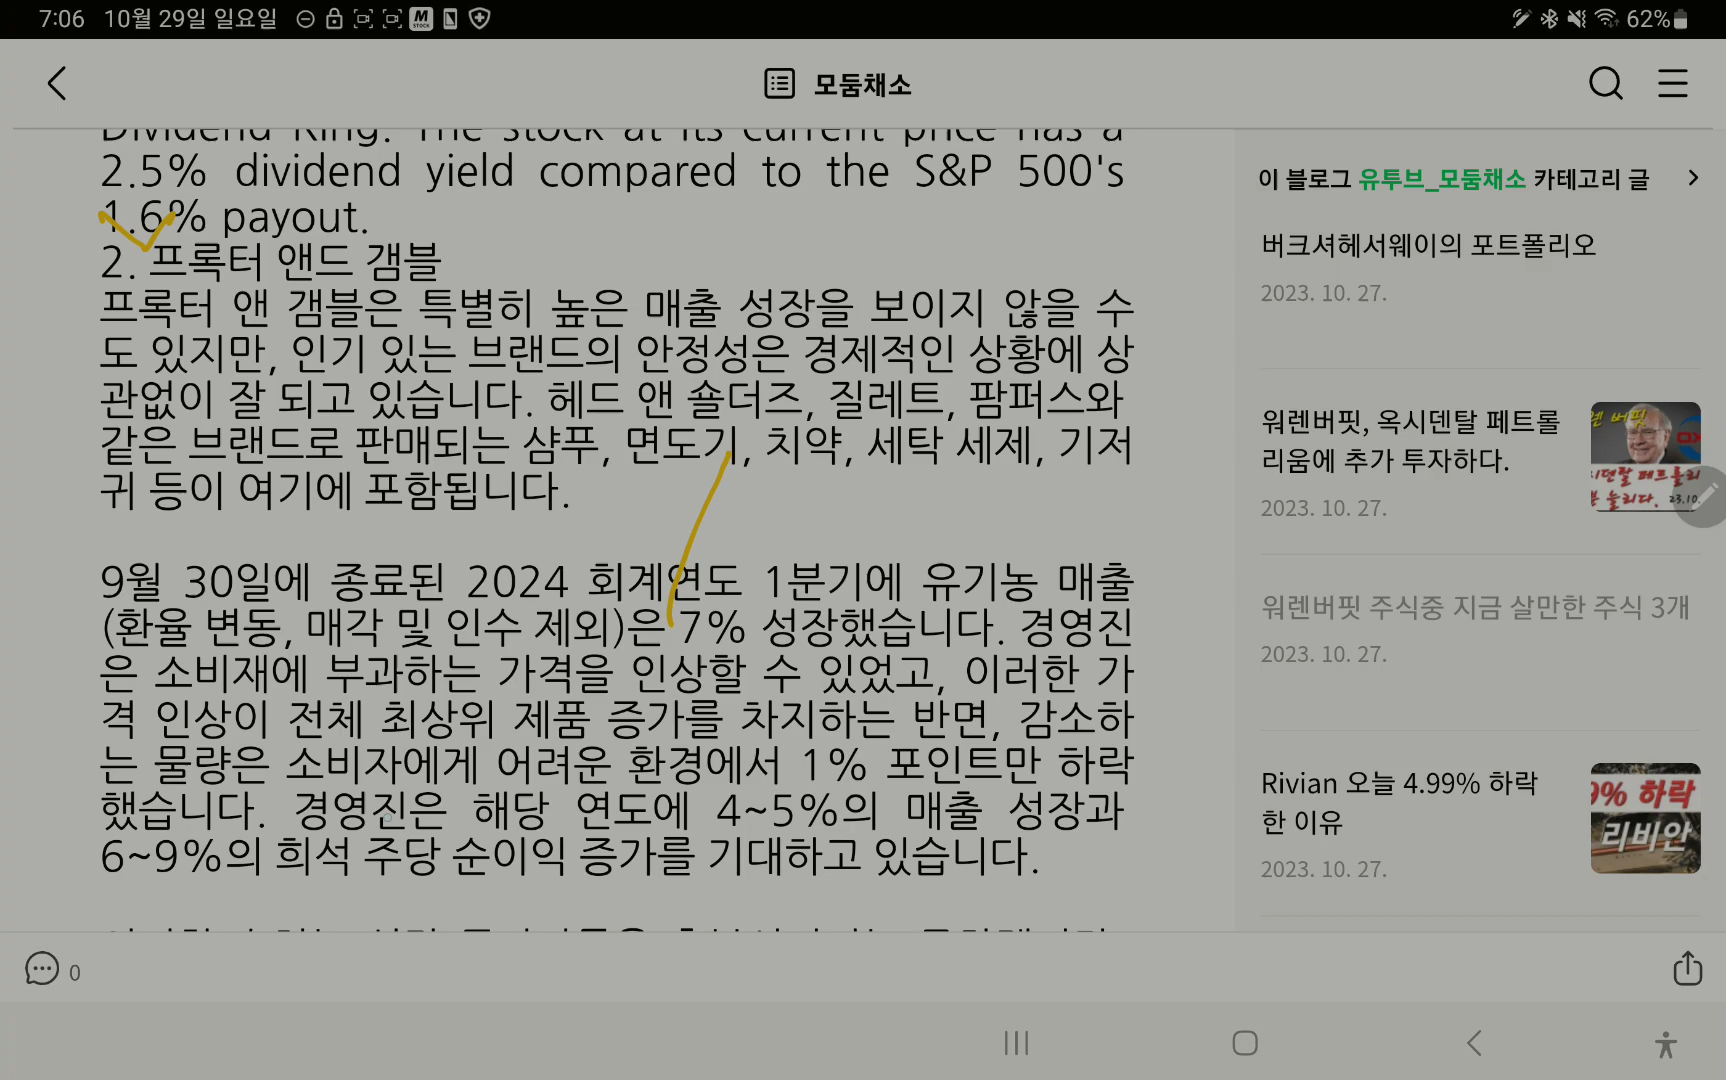 7:06 10월 29일 일요일
62%
모둠채소
Dividend King. The stock at its current price has a
2.5% dividend yield compared to the S&P 500's
1.6% payout.
2. 프록터 앤드 갬블
프록터 앤 갬블은 특별히 높은 매출 성장을 보이지 않을 수
도 있지만, 인기 있는 브랜드의 안정성은 경제적인 상황에 상
관없이 잘 되고 있습니다. 헤드 앤 숄더즈, 질레트, 팜퍼스와
같은 브랜드로 판매되는 샴푸, 면도기, 치약, 세탁 세제, 기저
귀 등이 여기에 포함됩니다.
9월 30일에 종료된 2024 회계연도 1분기에 유기농 매출
(환율 변동, 매각 및 인수 제외)은 7% 성장했습니다. 경영진
은 소비재에 부과하는 가격을 인상할 수 있었고, 이러한 가
격 인상이 전체 최상위 제품 증가를 차지하는 반면, 감소하
는 물량은 소비자에게 어려운 환경에서 1% 포인트만 하락
했습니다. 경영진은 해당 연도에 4~5%의 매출 성장과
6~9%의 희석 주당 순이익 증가를 기대하고 있습니다.
이 블로그 유투브_모둠채소 카테고리 글
버크셔헤서웨이의 포트폴리오
2023. 10. 27.
워렌버핏, 옥시덴탈 페트롤
리움에 추가 투자하다.
2023. 10. 27.
워렌버핏 주식중 지금 살만한 주식 3개
2023. 10. 27.
Rivian 오늘 4.99% 하락
한 이유
2023. 10. 27.
9% 하락
리비안
0